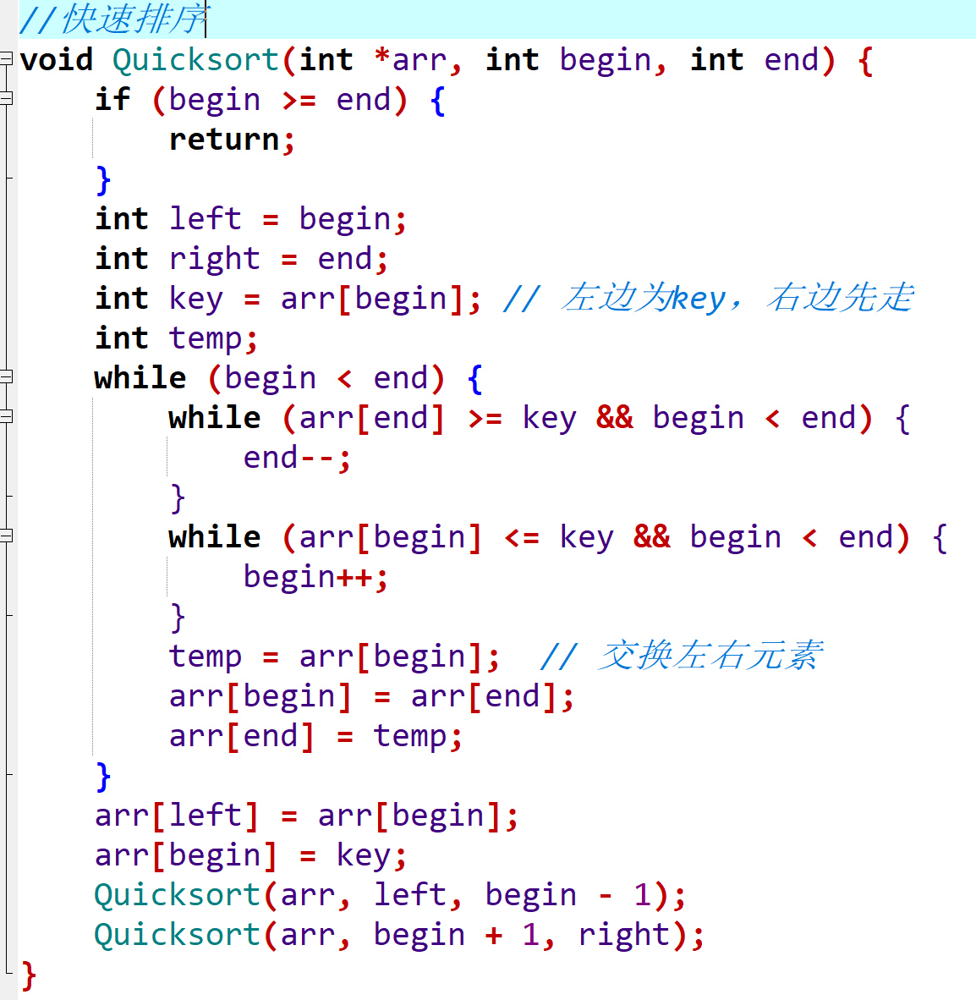 //快速排序
void Quicksort(int *arr, int begin, int end) {
    if (begin >= end) {
        return;
    }
    int left = begin;
    int right = end;
    int key = arr[begin]; // 左边为key，右边先走
    int temp;
    while (begin < end) {
        while (arr[end] >= key && begin < end) {
            end--;
        }
        while (arr[begin] <= key && begin < end) {
            begin++;
        }
        temp = arr[begin];  // 交换左右元素
        arr[begin] = arr[end];
        arr[end] = temp;
    }
    arr[left] = arr[begin];
    arr[begin] = key;
    Quicksort(arr, left, begin - 1);
    Quicksort(arr, begin + 1, right);
}